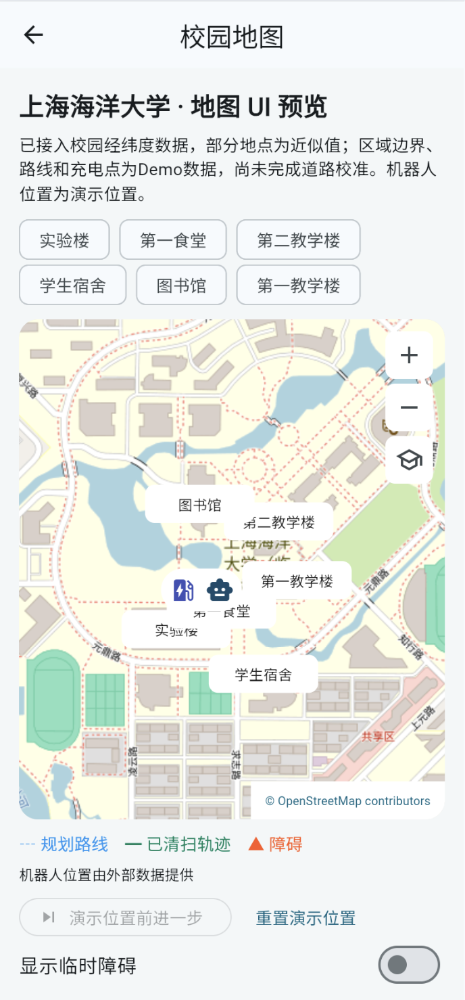 校园地图
上海海洋大学 · 地图 UI 预览
已接入校园经纬度数据，部分地点为近似值；区域边界、
路线和充电点为Demo数据，尚未完成道路校准。机器人
位置为演示位置。
实验楼 第一食堂 第二教学楼
学生宿舍 图书馆 第一教学楼
+
−
图书馆
第二教学楼
上海海洋
第一教学楼
第一食堂
实验楼
元鼎路
元鼎路
知行路
学生宿舍
上元路
共享区
凌云路
求志路
© OpenStreetMap contributors
--- 规划路线 — 已清扫轨迹 ▲ 障碍
机器人位置由外部数据提供
演示位置前进一步 重置演示位置
显示临时障碍